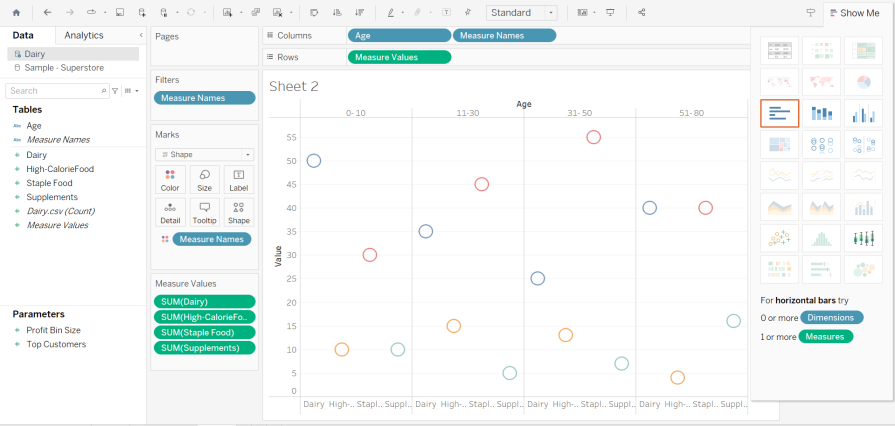 Standard
Show Me
Data
Analytics
Dairy
Sample - Superstore
Search
Tables
Abc Age
Abc Measure Names
Dairy
High-CalorieFood
Staple Food
Supplements
Dairy.csv (Count)
Measure Values
Parameters
Profit Bin Size
Top Customers
Pages
Filters
Measure Names
Marks
Shape
Color
Size
Label
Detail
Tooltip
Shape
Measure Names
Measure Values
SUM(Dairy)
SUM(High-CalorieFo..
SUM(Staple Food)
SUM(Supplements)
Columns
Age
Measure Names
Rows
Measure Values
Sheet 2
Age
0- 10
11-30
31- 50
51- 80
Value
55
50
45
40
35
30
25
20
15
10
5
0
Dairy High-.. Stapl.. Suppl..
Dairy High-.. Stapl.. Suppl..
Dairy High-.. Stapl.. Suppl..
Dairy High-.. Stapl.. Suppl..
For horizontal bars try
0 or more Dimensions
1 or more Measures